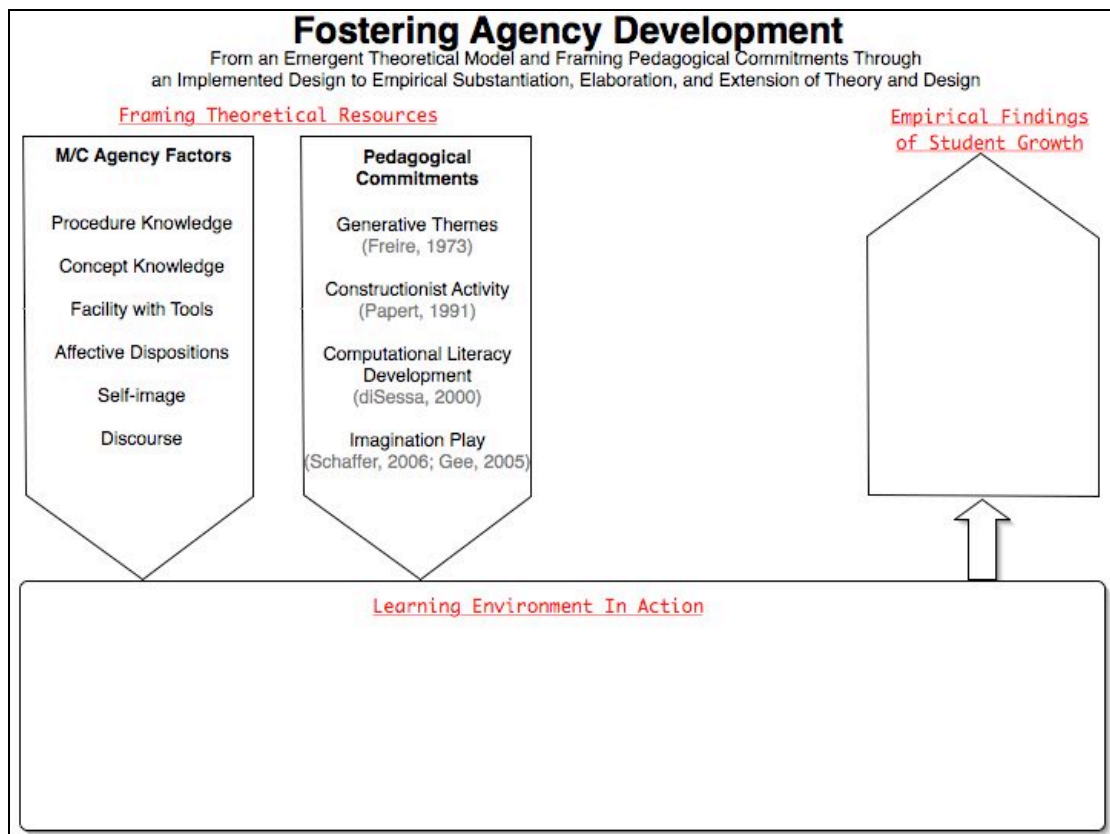 Fostering Agency Development
From an Emergent Theoretical Model and Framing Pedagogical Commitments Through
an Implemented Design to Empirical Substantiation, Elaboration, and Extension of Theory and Design
Framing Theoretical Resources
M/C Agency Factors
Procedure Knowledge
Concept Knowledge
Facility with Tools
Affective Dispositions
Self-image
Discourse
Pedagogical
Commitments
Generative Themes
(Freire, 1973)
Constructionist Activity
(Papert, 1991)
Computational Literacy
Development
(diSessa, 2000)
Imagination Play
(Schaffer, 2006; Gee, 2005)
Empirical Findings
of Student Growth
Learning Environment In Action